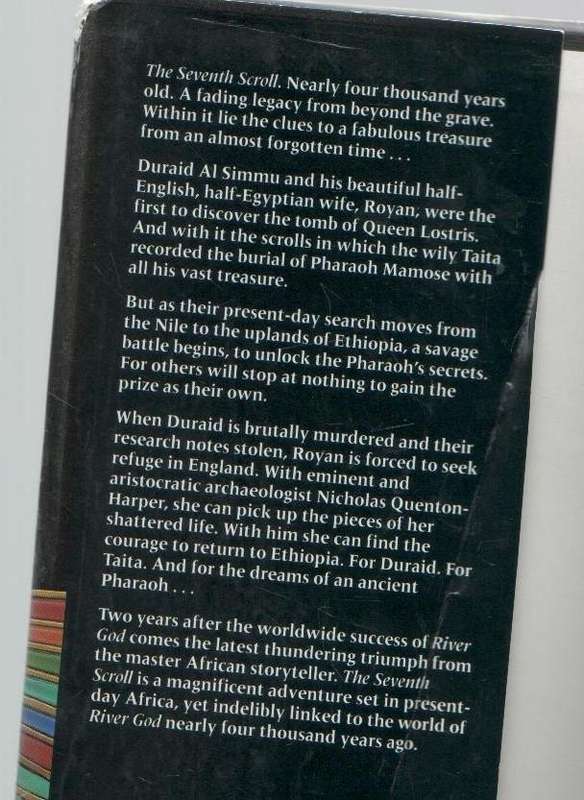 The Seventh Scroll. Nearly four thousand years
old. A fading legacy from beyond the grave.
Within it lie the clues to a fabulous treasure
from an almost forgotten time...
Duraid Al Simmu and his beautiful half-
English, half-Egyptian wife, Royan, were the
first to discover the tomb of Queen Lostris.
And with it the scrolls in which the wily Taita
recorded the burial of Pharaoh Mamose with
all his vast treasure.
But as their present-day search moves from
the Nile to the uplands of Ethiopia, a savage
battle begins, to unlock the Pharaoh's secrets.
For others will stop at nothing to gain the
prize as their own.
When Duraid is brutally murdered and their
research notes stolen, Royan is forced to seek
refuge in England. With eminent and
aristocratic archaeologist Nicholas Quenton-
Harper, she can pick up the pieces of her
shattered life. With him she can find the
courage to return to Ethiopia. For Duraid. For
Taita. And for the dreams of an ancient
Pharaoh...
Two years after the worldwide success of River
God comes the latest thundering triumph from
the master African storyteller. The Seventh
Scroll is a magnificent adventure set in present-
day Africa, yet indelibly linked to the world of
River God nearly four thousand years ago.